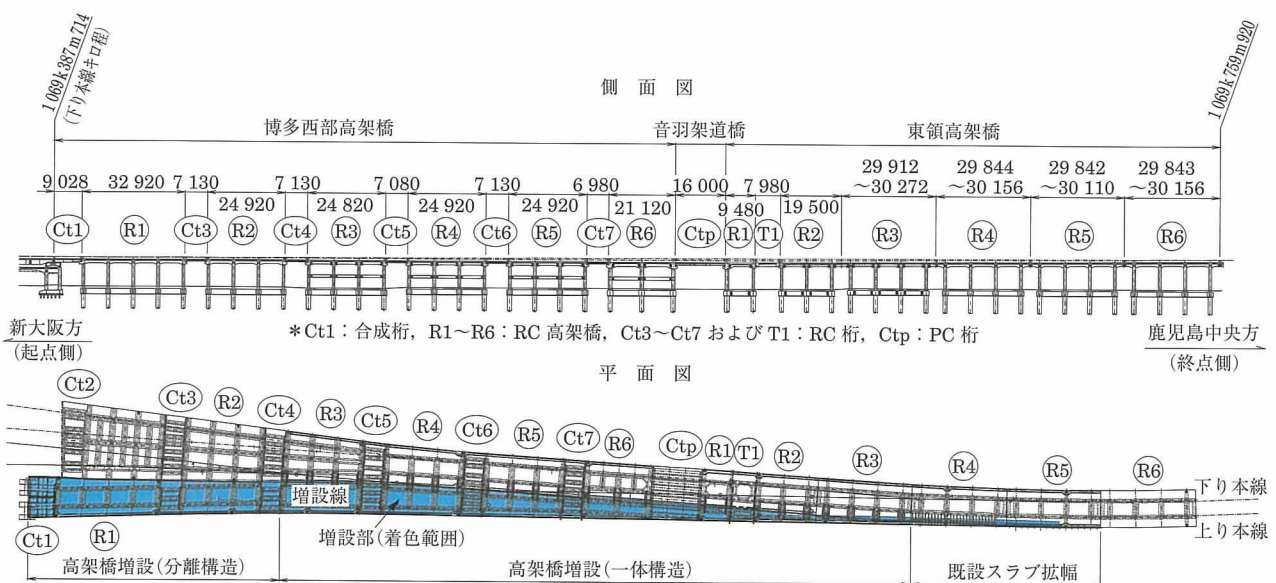 1 069 k 387 m 714
(下り本線キロ程)
1 069 k 759 m 920
側 面 図
博多西部高架橋
音羽架道橋
東領高架橋
9 028 32 920 7 130 24 920 7 130 24 820 7 080 24 920 7 130 24 920 6 980 21 120 16 000 9 480 7 980 19 500
29 912 ～30 272
29 844 ～30 156
29 842 ～30 110
29 843 ～30 156
Ct1 R1 Ct3 R2 Ct4 R3 Ct5 R4 Ct6 R5 Ct7 R6 Ctp R1 T1 R2 R3 R4 R5 R6
新大阪方
(起点側)
*Ct1：合成桁，R1～R6：RC 高架橋，Ct3～Ct7 および T1：RC 桁，Ctp：PC 桁
鹿児島中央方
(終点側)
平 面 図
Ct2 Ct3 R2 Ct4 R3 Ct5 R4 Ct6 R5 Ct7 R6 Ctp R1 T1 R2 R3 R4 R5 R6
増設線
下り本線
上り本線
増設部(着色範囲)
Ct1 R1
高架橋増設(分離構造)
高架橋増設(一体構造)
既設スラブ拡幅